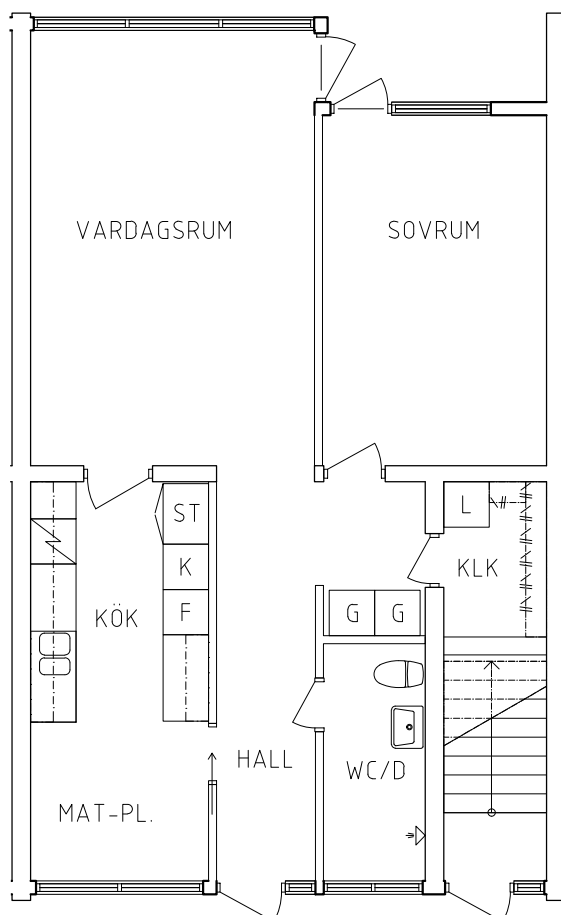 VARDAGSRUM
SOVRUM
ST
L
K
KLK
F
G
G
KÖK
HALL
WC/D
MAT-PL.